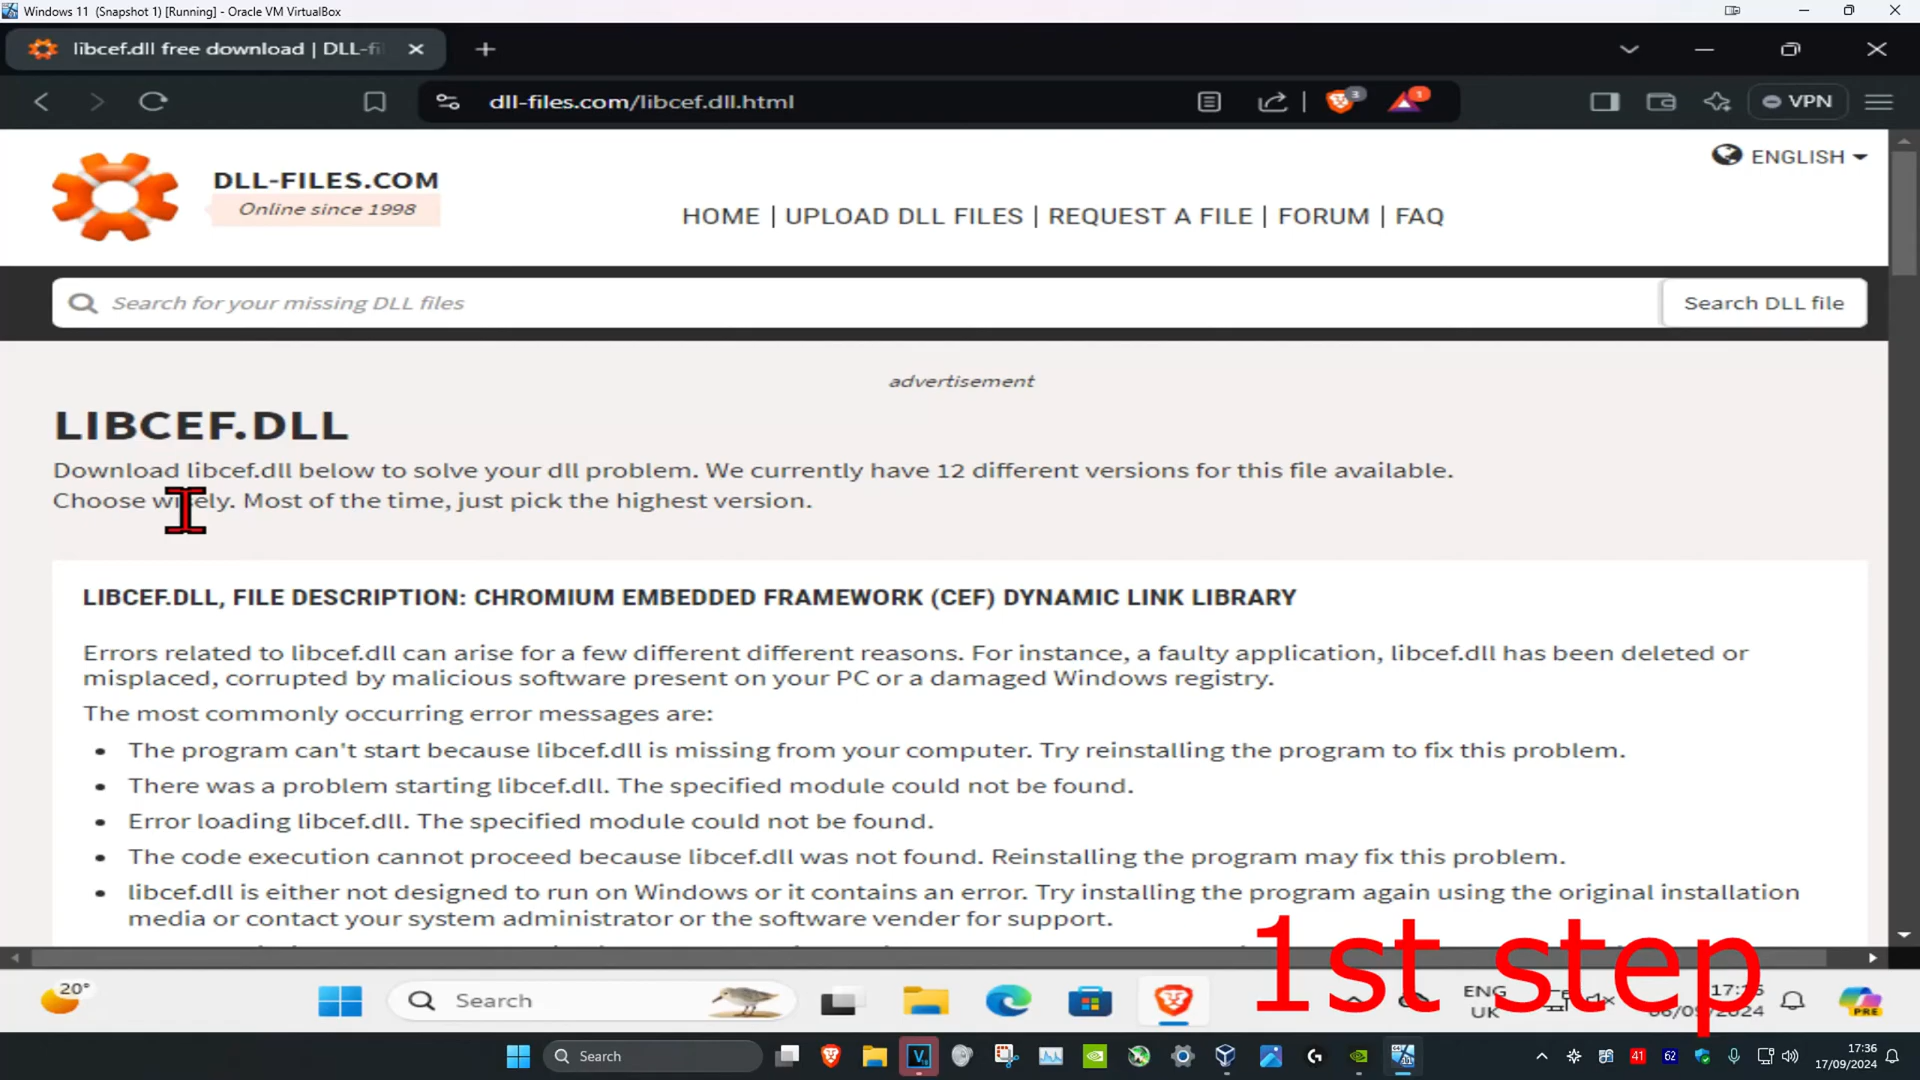 Windows 11 (Snapshot 1) [Running] - Oracle VM VirtualBox
libcef.dll free download | DLL-fi
dll-files.com/libcef.dll.html
3
1
VPN
DLL-FILES.COM
Online since 1998
ENGLISH
HOME | UPLOAD DLL FILES | REQUEST A FILE | FORUM | FAQ
Search for your missing DLL files
Search DLL file
advertisement
LIBCEF.DLL
Download libcef.dll below to solve your dll problem. We currently have 12 different versions for this file available.
Choose wisely. Most of the time, just pick the highest version.
LIBCEF.DLL, FILE DESCRIPTION: CHROMIUM EMBEDDED FRAMEWORK (CEF) DYNAMIC LINK LIBRARY
Errors related to libcef.dll can arise for a few different different reasons. For instance, a faulty application, libcef.dll has been deleted or
misplaced, corrupted by malicious software present on your PC or a damaged Windows registry.
The most commonly occurring error messages are:
• The program can't start because libcef.dll is missing from your computer. Try reinstalling the program to fix this problem.
• There was a problem starting libcef.dll. The specified module could not be found.
• Error loading libcef.dll. The specified module could not be found.
• The code execution cannot proceed because libcef.dll was not found. Reinstalling the program may fix this problem.
• libcef.dll is either not designed to run on Windows or it contains an error. Try installing the program again using the original installation
media or contact your system administrator or the software vender for support.
1st step
20°
Search
ENG
UK
PRE
Search
41
62
17:36
17/09/2024